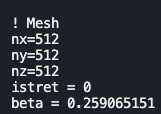 ! Mesh
nx=512
ny=512
nz=512
istret = 0
beta = 0.259065151